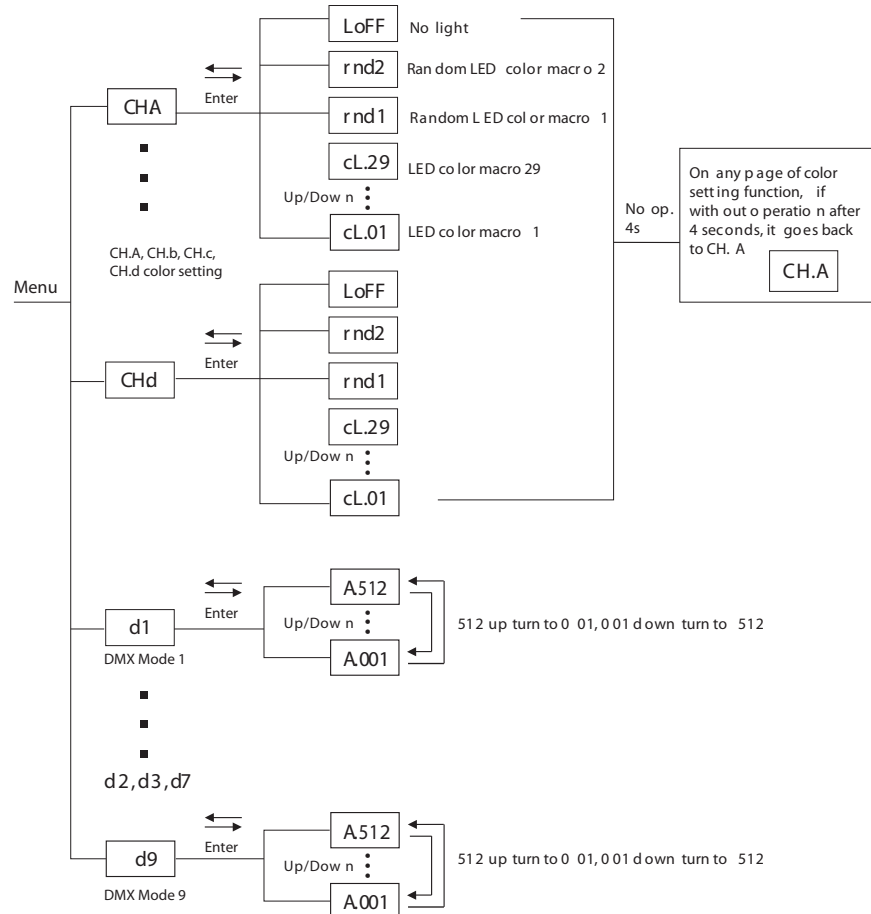 LoFF
No light
rnd2
Random LED color macro 2
Enter
CH.A
rnd1
Random LED color macro 1
cL.29
LED color macro 29
Up/Down
cL.01
LED color macro 1
No op.
4s
On any page of color
setting function, if
without operation after
4 seconds, it goes back
to CH. A
CH.A
CH.A, CH.b, CH.c,
CH.d color setting
Menu
LoFF
rnd2
Enter
CH.d
rnd1
cL.29
Up/Down
cL.01
A.512
Enter
d1
Up/Down
512 up turn to 001, 001 down turn to 512
A.001
DMX Mode 1
d2, d3, d7
A.512
Enter
d9
Up/Down
512 up turn to 001, 001 down turn to 512
A.001
DMX Mode 9